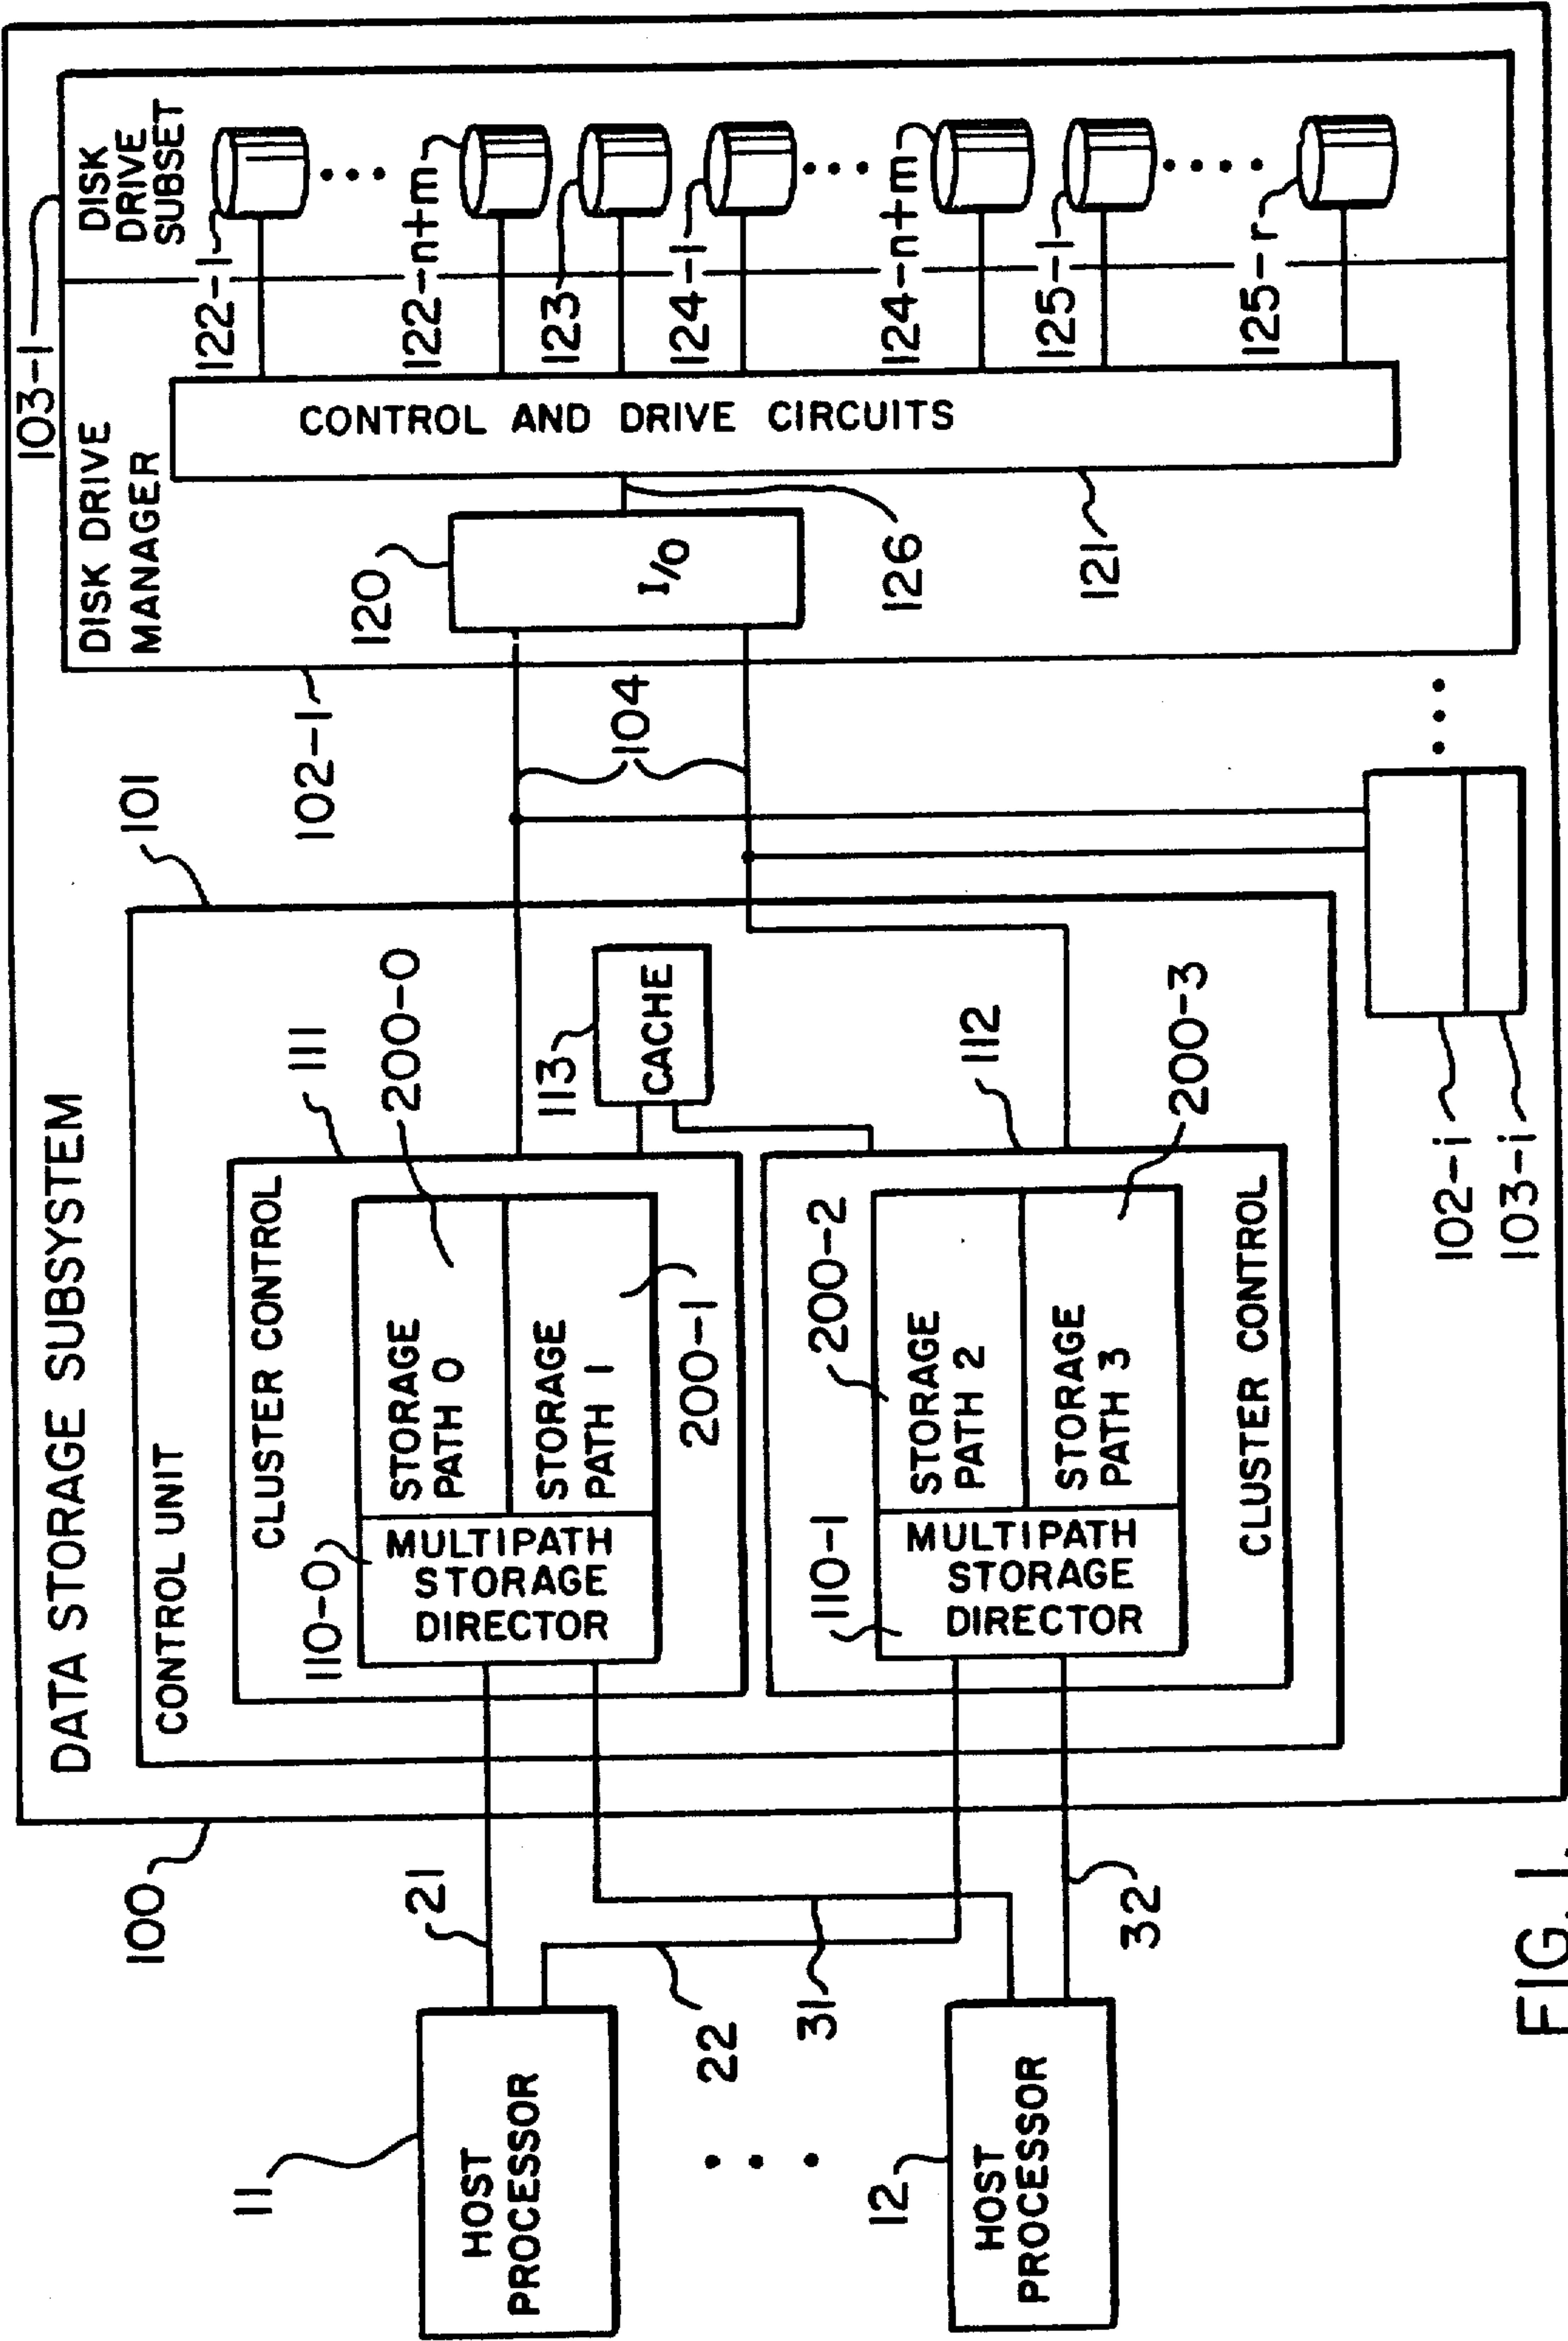 DATA STORAGE SUBSYSTEM
100
CONTROL UNIT
101
CLUSTER CONTROL
111
110-0
MULTIPATH
STORAGE
DIRECTOR
STORAGE
PATH 0
200-0
STORAGE
PATH 1
200-1
113
CACHE
110-1
MULTIPATH
STORAGE
DIRECTOR
200-2
STORAGE
PATH 2
STORAGE
PATH 3
200-3
112
CLUSTER CONTROL
11
HOST
PROCESSOR
21
22
31
12
HOST
PROCESSOR
32
104
102-1
103-1
DISK DRIVE
MANAGER
DISK
DRIVE
SUBSET
120
I/O
126
CONTROL AND DRIVE CIRCUITS
121
122-1
122-n+m
123
124-1
124-n+m
125-1
125-r
102-i
103-i
FIG. 1.